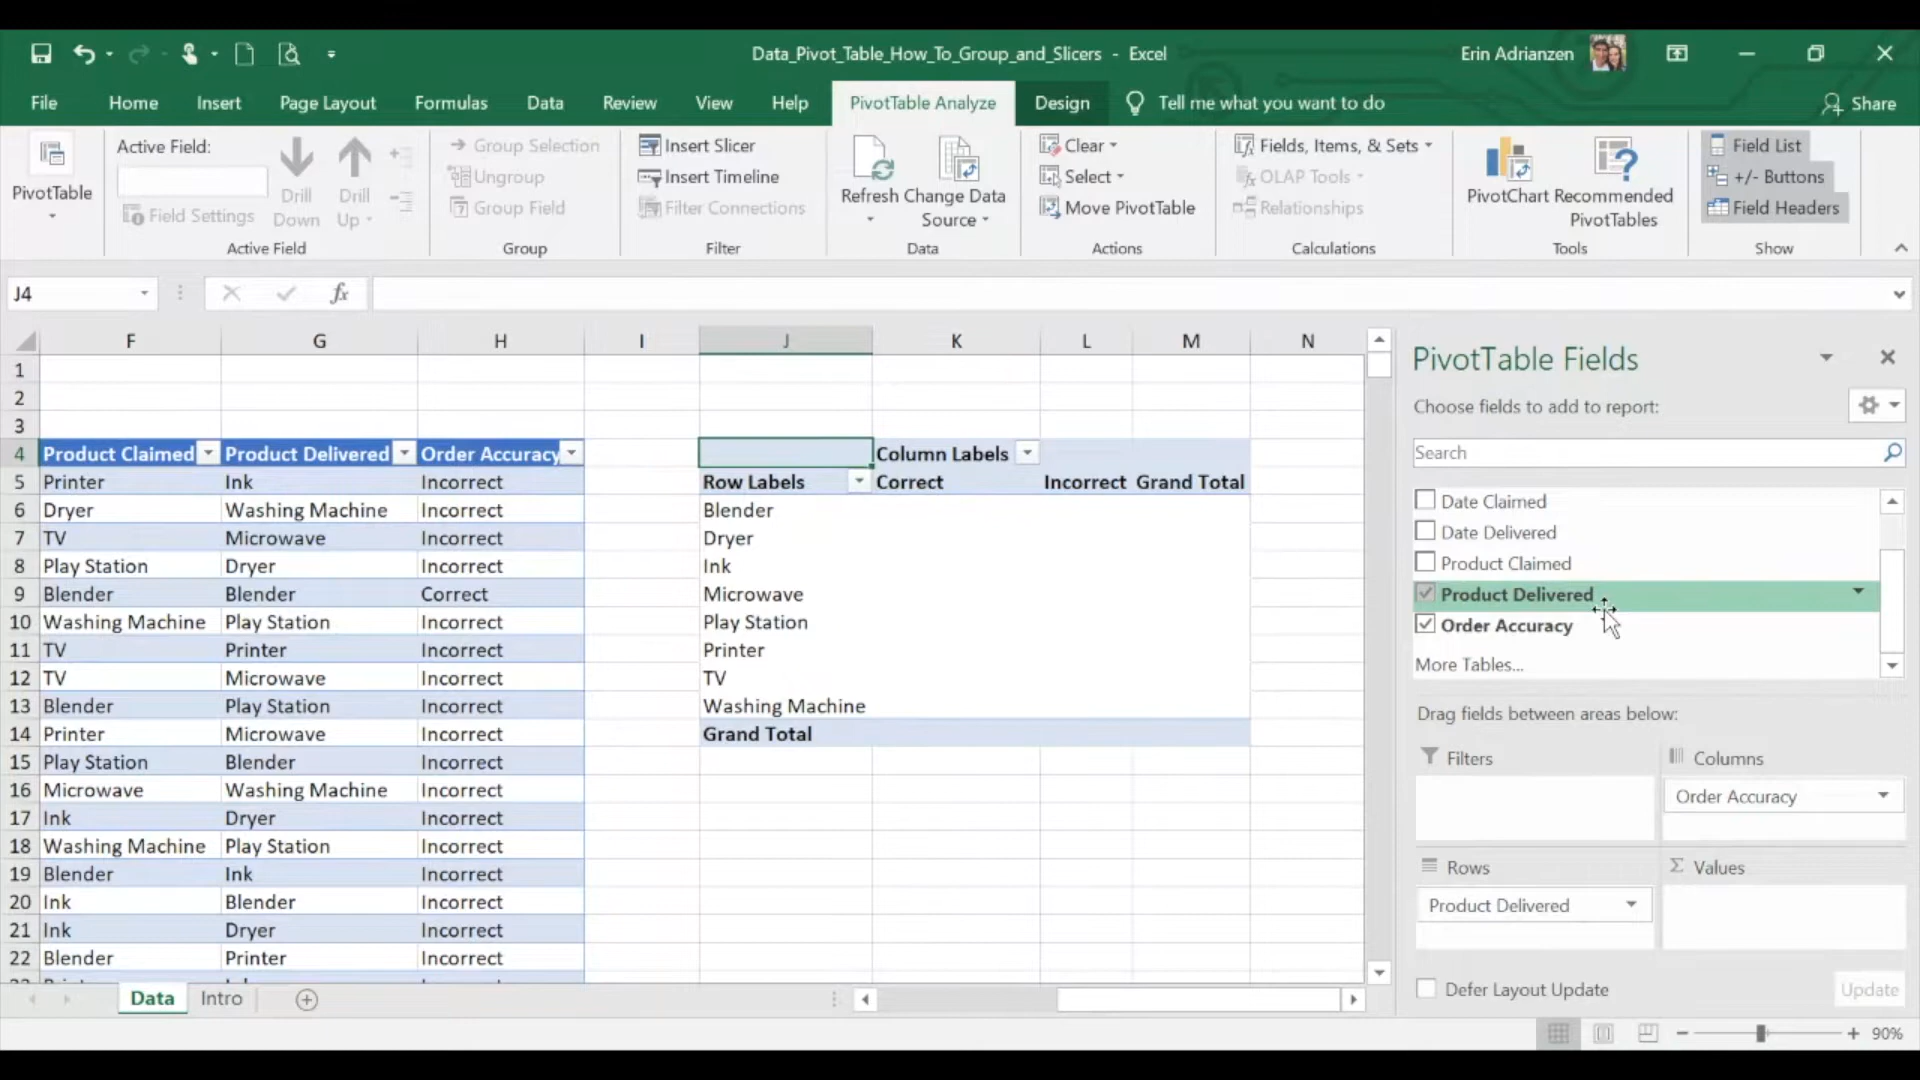 Data_Pivot_Table_How_To_Group_and_Slicers - Excel
Erin Adrianzen
File Home Insert Page Layout Formulas Data Review View Help PivotTable Analyze Design Tell me what you want to do Share
PivotTable
Active Field:
Field Settings
Drill Down
Drill Up
Active Field
Group Selection
Ungroup
Group Field
Group
Insert Slicer
Insert Timeline
Filter Connections
Filter
Refresh
Change Data Source
Data
Clear
Select
Move PivotTable
Actions
Fields, Items, & Sets
OLAP Tools
Relationships
Calculations
PivotChart
Recommended PivotTables
Tools
Field List
+/- Buttons
Field Headers
Show
J4 fx
F G H I J K L M N
1
2
3
4 Product Claimed Product Delivered Order Accuracy Column Labels
5 Printer Ink Incorrect Row Labels Correct Incorrect Grand Total
6 Dryer Washing Machine Incorrect Blender
7 TV Microwave Incorrect Dryer
8 Play Station Dryer Incorrect Ink
9 Blender Blender Correct Microwave
10 Washing Machine Play Station Incorrect Play Station
11 TV Printer Incorrect Printer
12 TV Microwave Incorrect TV
13 Blender Play Station Incorrect Washing Machine
14 Printer Microwave Incorrect Grand Total
15 Play Station Blender Incorrect
16 Microwave Washing Machine Incorrect
17 Ink Dryer Incorrect
18 Washing Machine Play Station Incorrect
19 Blender Ink Incorrect
20 Ink Blender Incorrect
21 Ink Dryer Incorrect
22 Blender Printer Incorrect
Data Intro
PivotTable Fields
Choose fields to add to report:
Search
Date Claimed
Date Delivered
Product Claimed
Product Delivered
Order Accuracy
More Tables...
Drag fields between areas below:
Filters
Columns
Order Accuracy
Rows
Product Delivered
Σ Values
Defer Layout Update
Update
90%